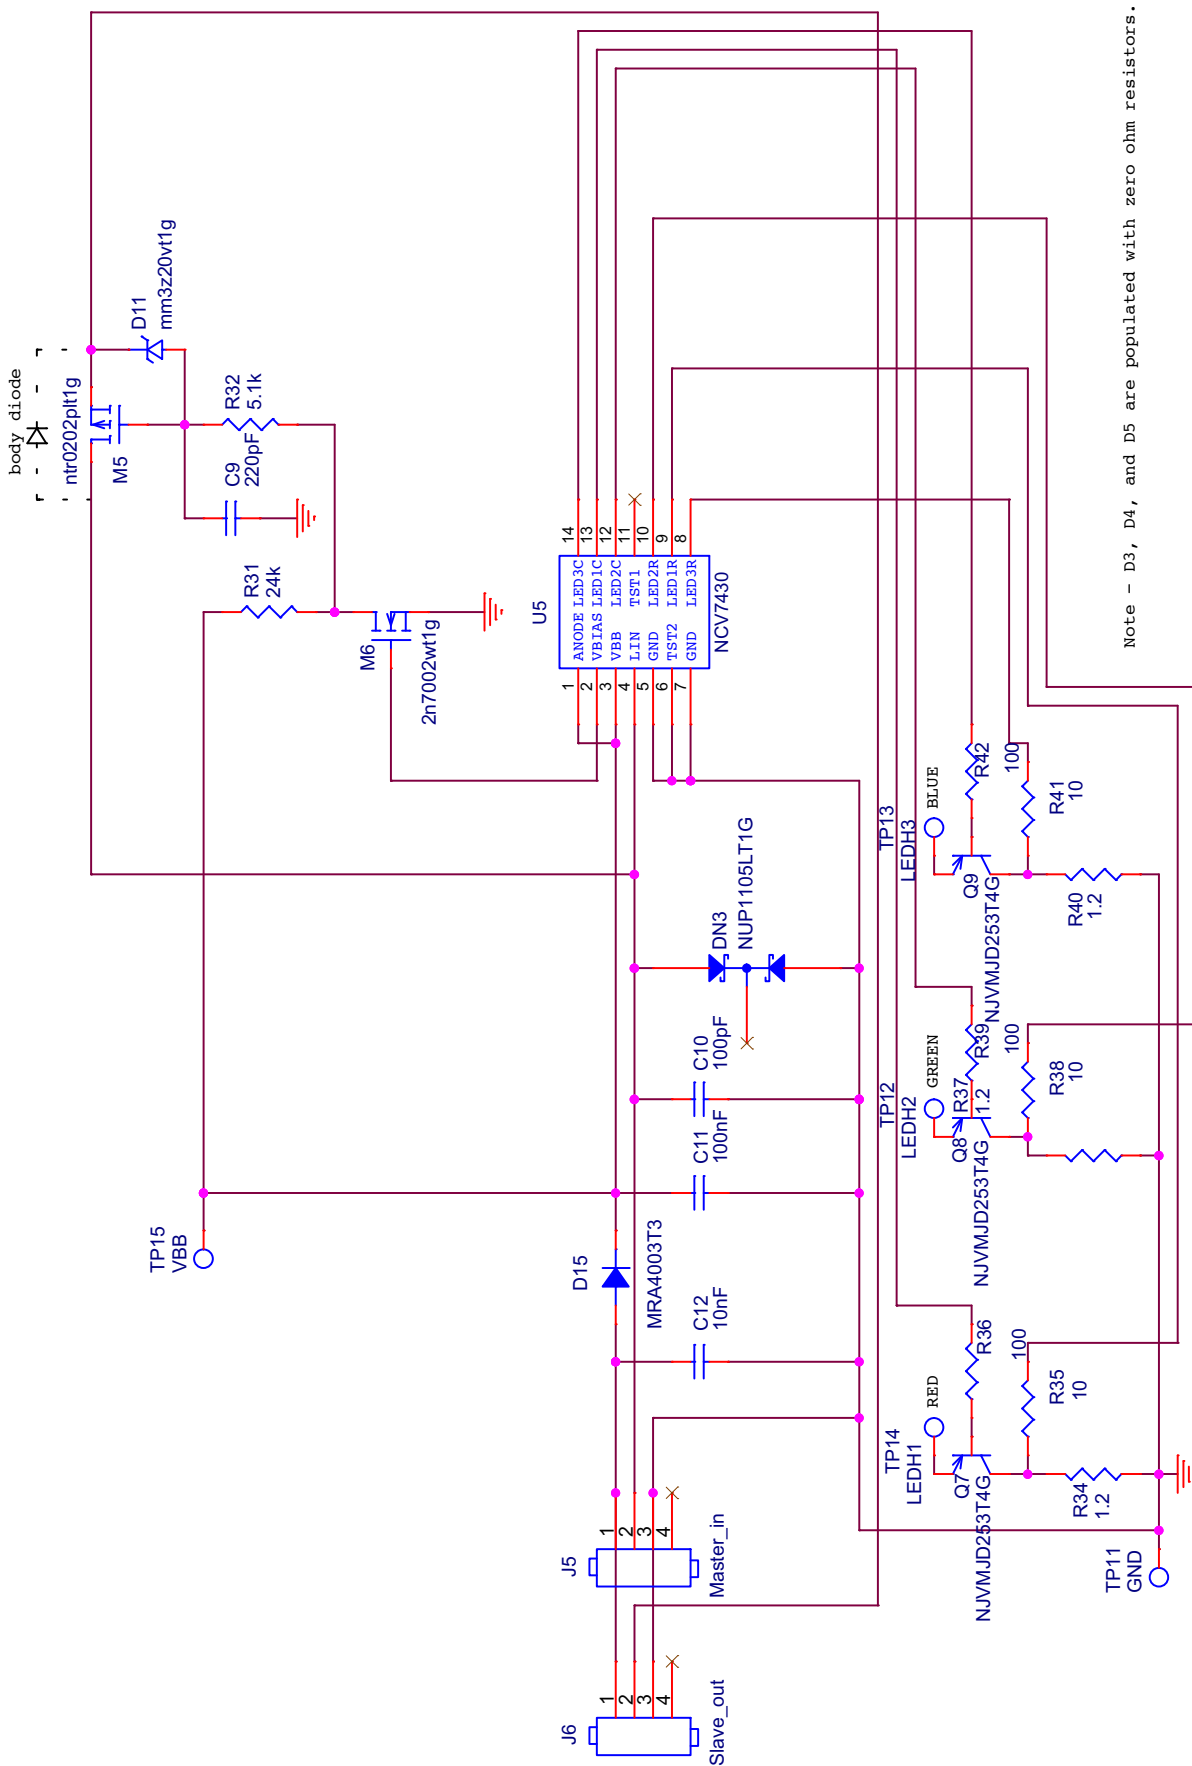 body diode
ntr0202plt1g
M5
D11
mm3z20vt1g
R32
5.1k
C9
220pF
R31
24k
M6
2n7002wt1g
U5
14
13
12
11
10
9
8
ANODE LED3C
VBIAS LED1C
VBB LED2C
LIN TST1
GND LED2R
TST2 LED1R
GND LED3R
1
2
3
4
5
6
7
NCV7430
Note - D3, D4, and D5 are populated with zero ohm resistors.
TP15
VBB
D15
MRA4003T3
C12
10nF
C11
100nF
C10
100pF
DN3
NUP1105LT1G
J5
1
2
3
4
Master_in
J6
1
2
3
4
Slave_out
TP13
LEDH3
BLUE
Q9
NJVMJD253T4G
R42
100
R41
10
R40
1.2
TP12
LEDH2
GREEN
Q8
NJVMJD253T4G
R39
100
R38
10
R37
1.2
TP14
LEDH1
RED
Q7
NJVMJD253T4G
R36
100
R35
10
R34
1.2
TP11
GND